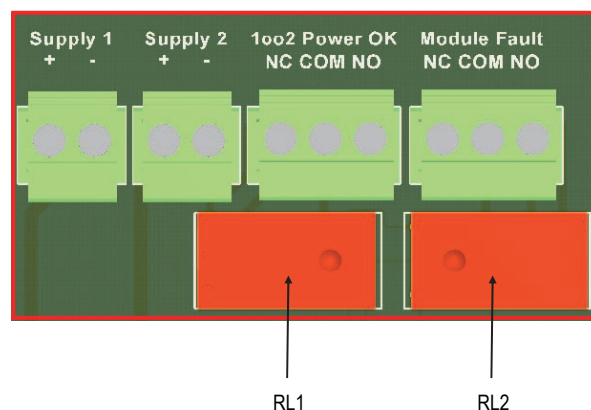 Supply 1 Supply 2 1oo2 Power OK Module Fault
+ - + - NC COM NO NC COM NO
RL1 RL2